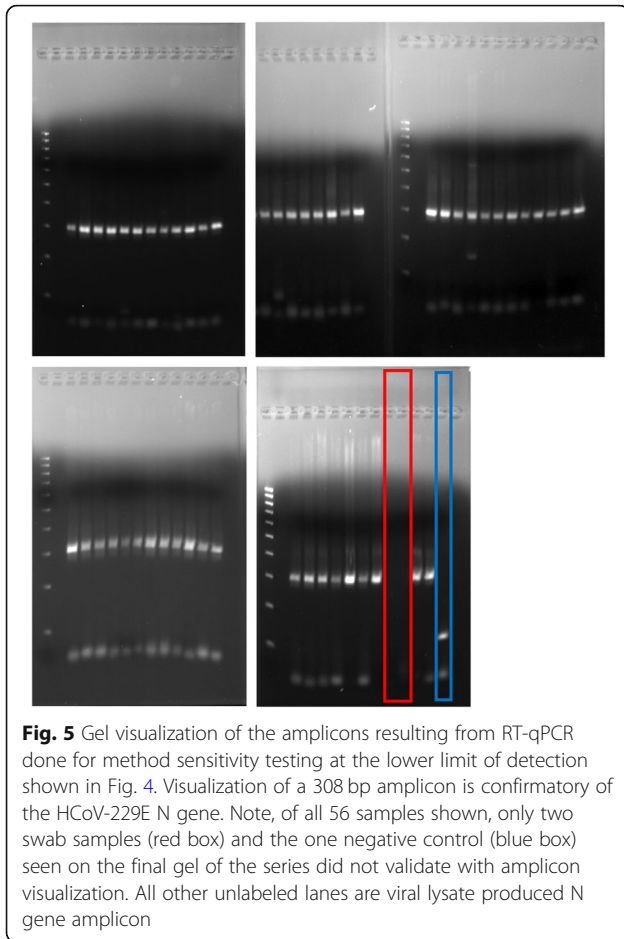 Fig. 5 Gel visualization of the amplicons resulting from RT-qPCR
done for method sensitivity testing at the lower limit of detection
shown in Fig. 4. Visualization of a 308 bp amplicon is confirmatory of
the HCoV-229E N gene. Note, of all 56 samples shown, only two
swab samples (red box) and the one negative control (blue box)
seen on the final gel of the series did not validate with amplicon
visualization. All other unlabeled lanes are viral lysate produced N
gene amplicon